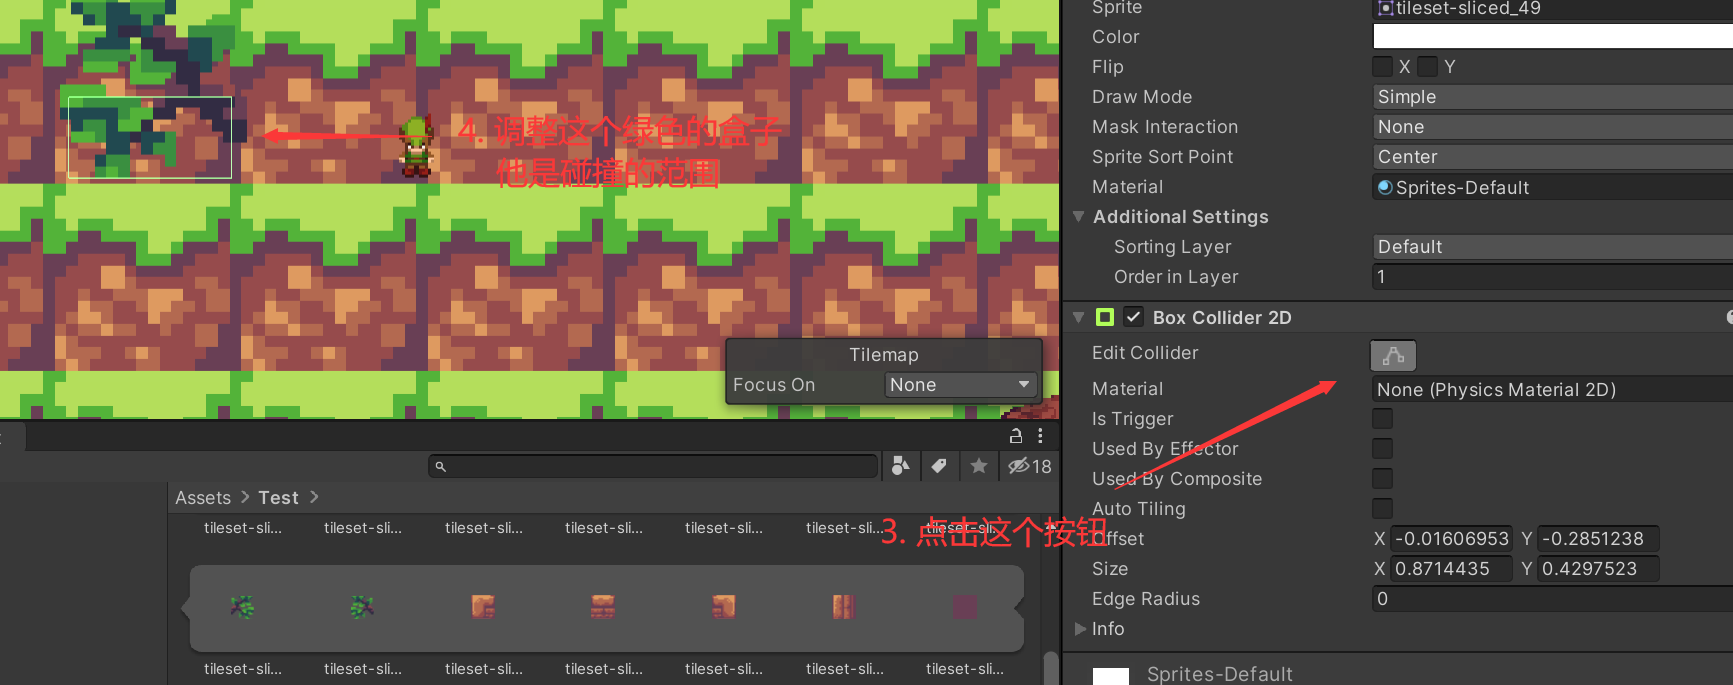 Sprite
tileset-sliced_49
Color
Flip
X
Y
Draw Mode
Simple
Mask Interaction
None
Sprite Sort Point
Center
Material
Sprites-Default
Additional Settings
Sorting Layer
Default
Order in Layer
1
4. 调整这个绿色的盒子
他是碰撞的范围
Tilemap
Focus On
None
Box Collider 2D
Edit Collider
Material
None (Physics Material 2D)
Is Trigger
Used By Effector
Used By Composite
Auto Tiling
Offset
X -0.01606953 Y -0.2851238
Size
X 0.8714435 Y 0.4297523
Edge Radius
0
Info
Sprites-Default
3. 点击这个按钮
18
Assets > Test >
tileset-sli... tileset-sli... tileset-sli... tileset-sli... tileset-sli... tileset-sli... tileset-sli...
tileset-sli... tileset-sli... tileset-sli... tileset-sli... tileset-sli... tileset-sli... tileset-sli...